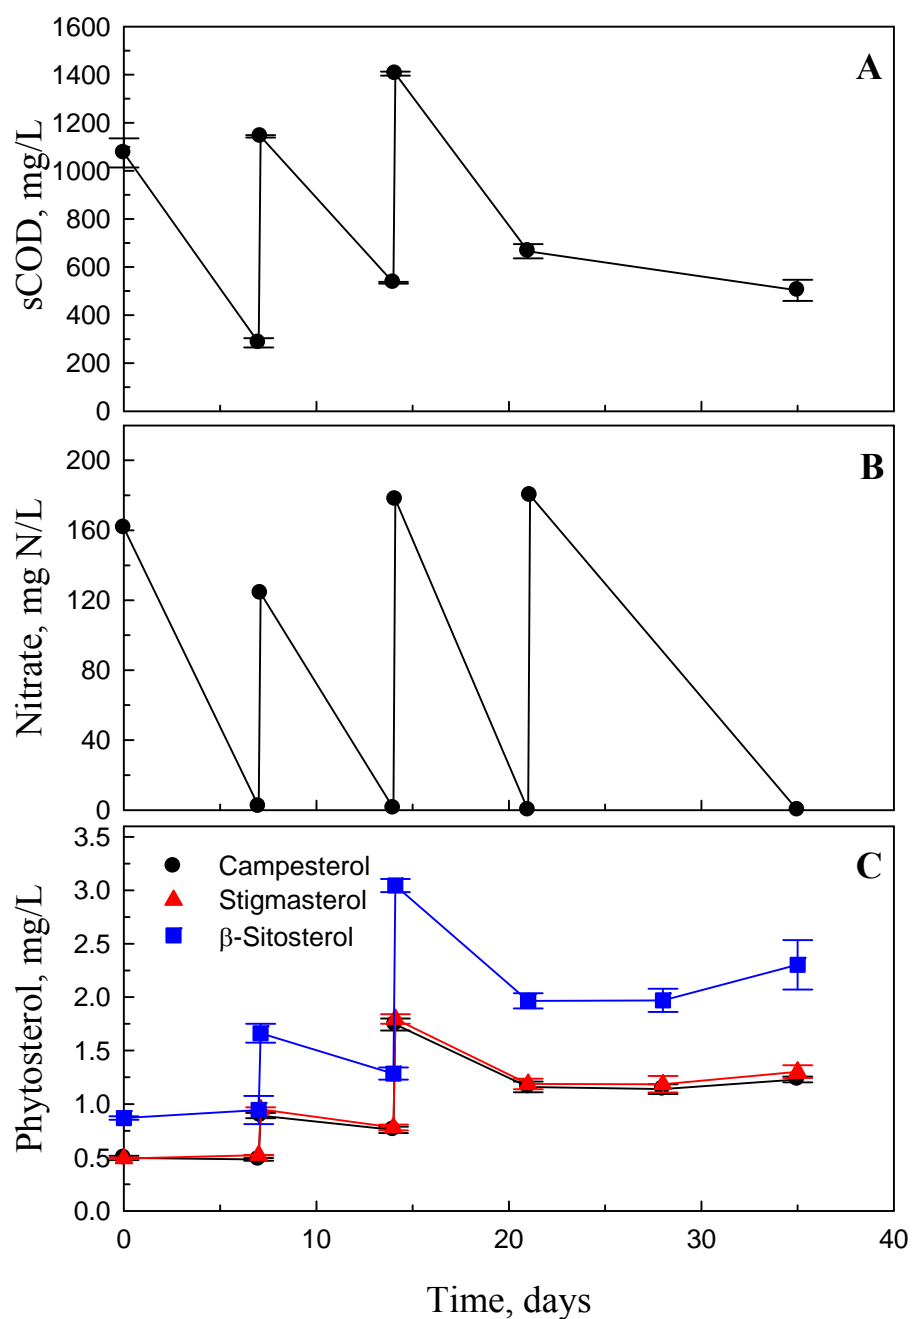 1600
A
1400
1200
1000
800
600
400
200
0
sCOD, mg/L
B
200
160
120
80
40
0
Nitrate, mg N/L
3.5
C
Campesterol
3.0
Stigmasterol
β-Sitosterol
2.5
2.0
1.5
1.0
0.5
0.0
Phytosterol, mg/L
0 10 20 30 40
Time, days